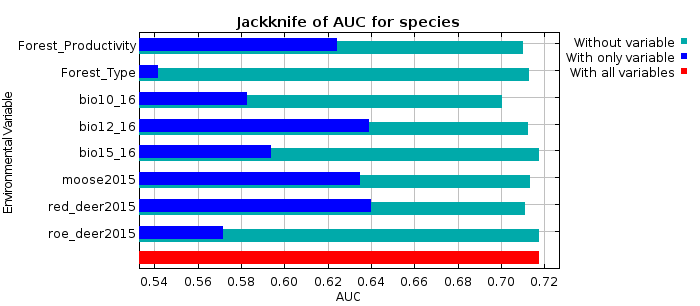 Jackknife of AUC for species
Environmental Variable
Forest_Productivity
Forest_Type
bio10_16
bio12_16
bio15_16
moose2015
red_deer2015
roe_deer2015
0.54 0.56 0.58 0.60 0.62 0.64 0.66 0.68 0.70 0.72
AUC
Without variable
With only variable
With all variables